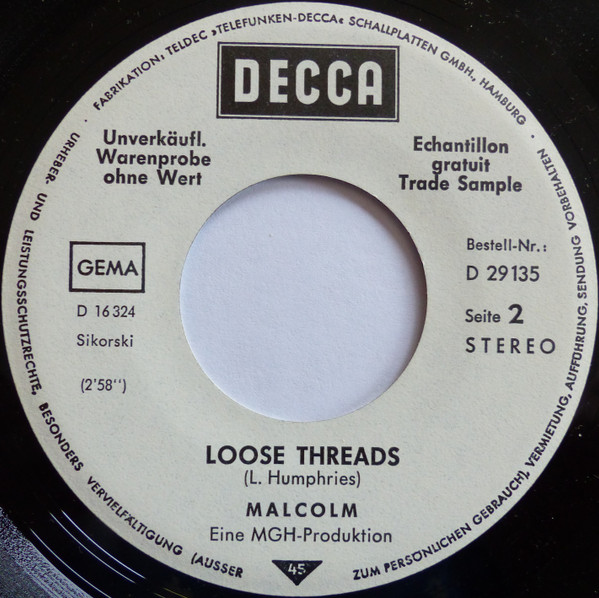 · FABRIKATION: TELDEC »TELEFUNKEN-DECCA« SCHALLPLATTEN GMBH., HAMBURG ·
DECCA
Unverkäufl.
Warenprobe
ohne Wert
Echantillon
gratuit
Trade Sample
GEMA
D 16 324
Sikorski
(2'58'')
Bestell-Nr.:
D 29 135
Seite 2
STEREO
LOOSE THREADS
(L. Humphries)
MALCOLM
Eine MGH-Produktion
45
URHEBER- UND LEISTUNGSSCHUTZRECHTE, BESONDERS VERVIELFÄLTIGUNG (AUSSER ZUM PERSÖNLICHEN GEBRAUCH), VERMIETUNG, AUFFÜHRUNG, SENDUNG VORBEHALTEN